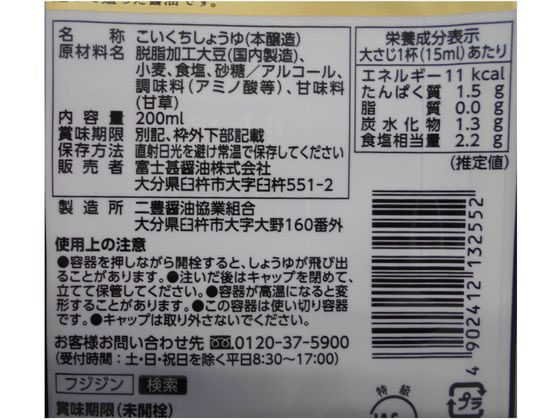 名称　こいくちしょうゆ(本醸造)
原材料名　脱脂加工大豆(国内製造)、
小麦、食塩、砂糖／アルコール、
調味料(アミノ酸等)、甘味料
(甘草)
内容量　200ml
賞味期限　別記、枠外下部記載
保存方法　直射日光を避け常温で保存してください
販売者　富士甚醤油株式会社
大分県臼杵市大字臼杵551-2
製造所　二豊醤油協業組合
大分県臼杵市大字大野160番外
使用上の注意
●容器を押しながら開栓すると、しょうゆが飛び出
ることがあります。●注いだ後はキャップを閉めて、
立てて保管してください。●容器が高温になると変
形することがあります。●この容器は使い切り容器
です。●キャップは取り外さないでください。
お客様お問い合わせ先 0120-37-5900
(受付時間：土・日・祝日を除く平日8:30～17:00)
フジジン 検索
賞味期限(未開栓)
栄養成分表示
大さじ1杯(15ml)あたり
エネルギー 11 kcal
たんぱく質 1.5 g
脂質 0.0 g
炭水化物 1.3 g
食塩相当量 2.2 g
(推定値)
4 902412 132552
特級
プラ